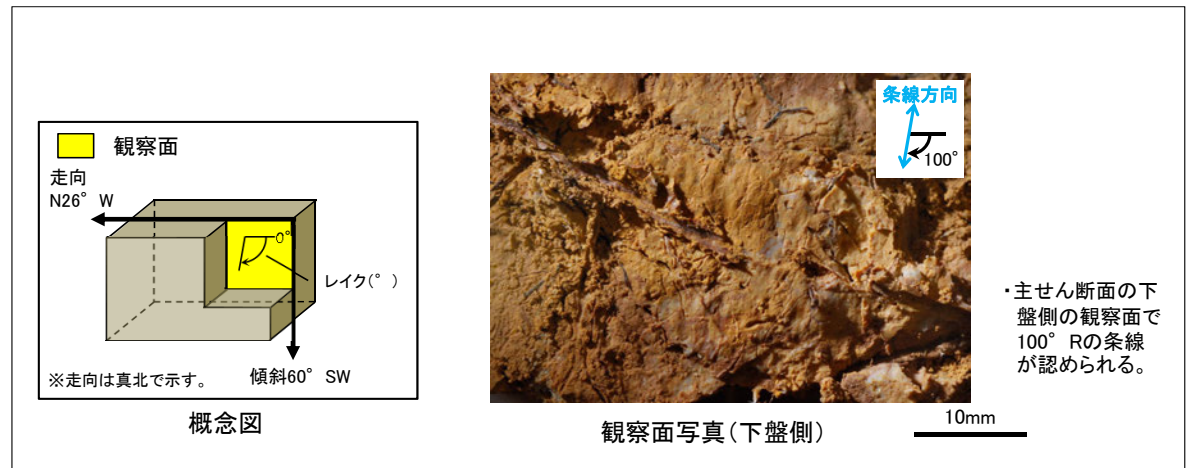 観察面
走向
N26° W
0°
レイク(°)
※走向は真北で示す。
傾斜60° SW
概念図
条線方向
100°
観察面写真(下盤側)
10mm
・主せん断面の下
盤側の観察面で
100° Rの条線
が認められる。